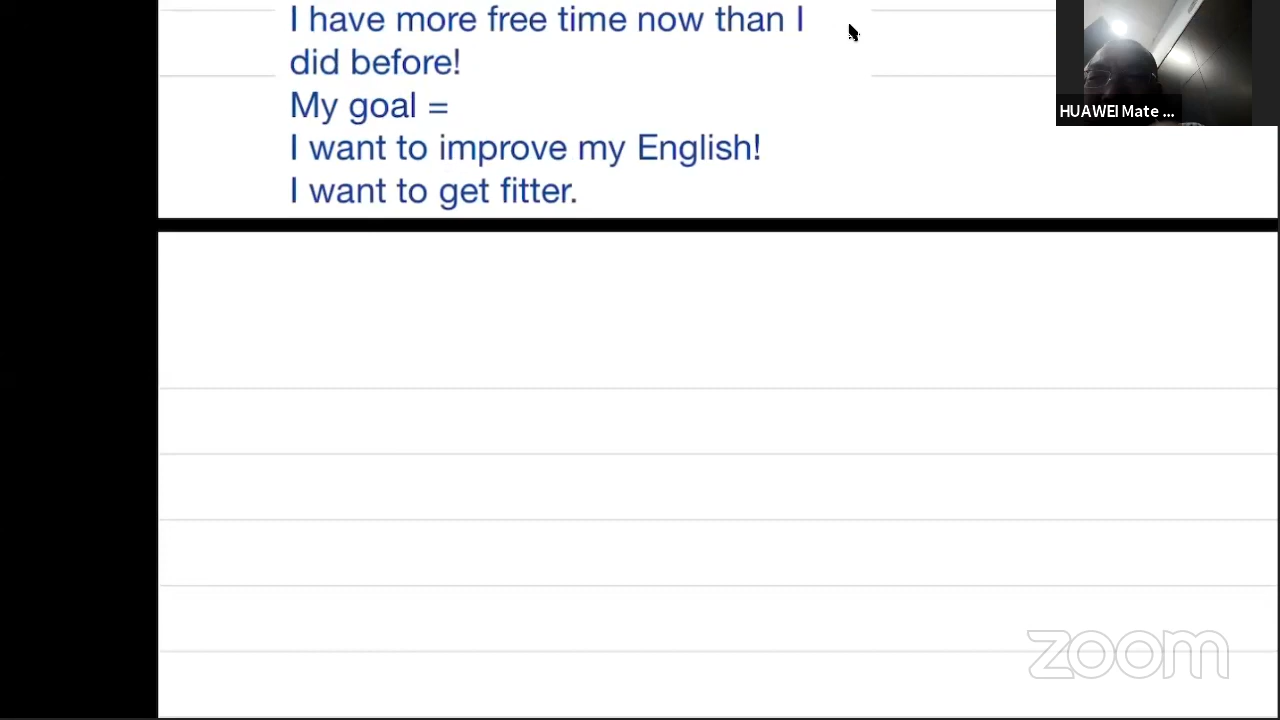 I have more free time now than I
did before!
My goal =
I want to improve my English!
I want to get fitter.
HUAWEI Mate ...
zoom